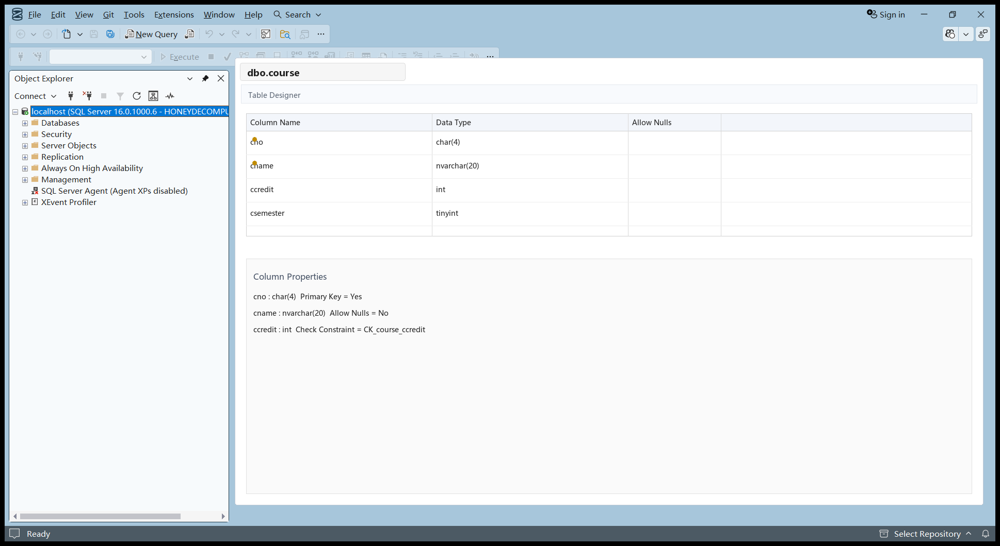 File Edit View Git Tools Extensions Window Help Search Sign in
New Query
Execute
Object Explorer
Connect
localhost (SQL Server 16.0.1000.6 - HONEYDECOMPU
Databases
Security
Server Objects
Replication
Always On High Availability
Management
SQL Server Agent (Agent XPs disabled)
XEvent Profiler
dbo.course
Table Designer
Column Name Data Type Allow Nulls
cno char(4)
cname nvarchar(20)
ccredit int
csemester tinyint
Column Properties
cno : char(4) Primary Key = Yes
cname : nvarchar(20) Allow Nulls = No
ccredit : int Check Constraint = CK_course_ccredit
Ready Select Repository